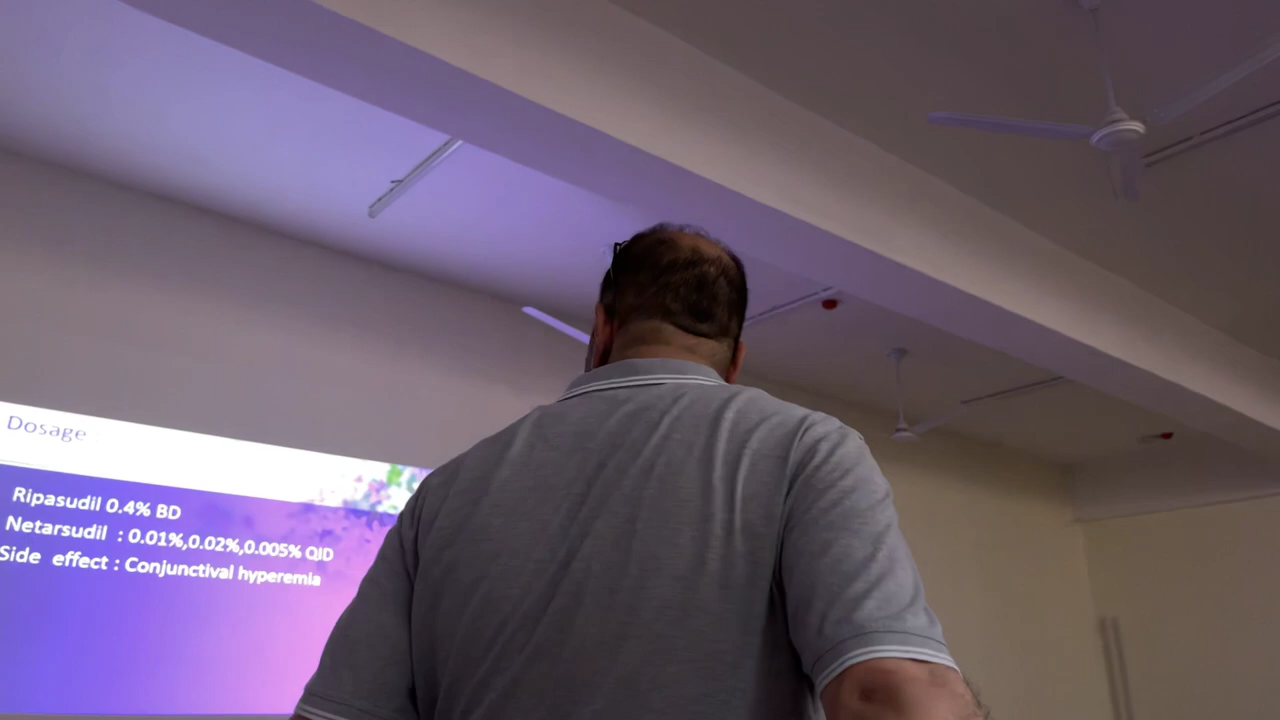 Dosage
Ripasudil 0.4% BD
Netarsudil : 0.01%,0.02%,0.005% QID
Side effect : Conjunctival hyperemia